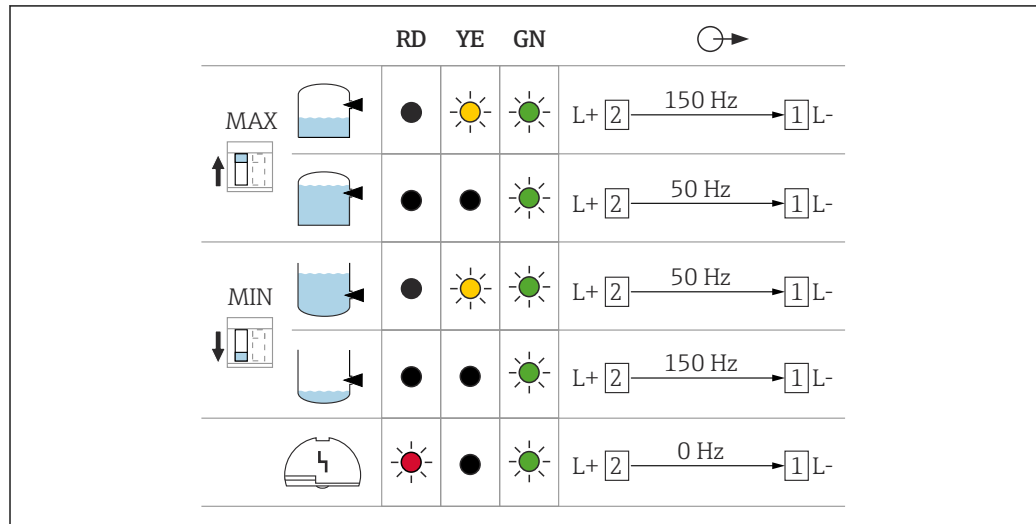 RD YE GN
MAX
L+ 2 150 Hz 1 L-
L+ 2 50 Hz 1 L-
MIN
L+ 2 50 Hz 1 L-
L+ 2 150 Hz 1 L-
L+ 2 0 Hz 1 L-